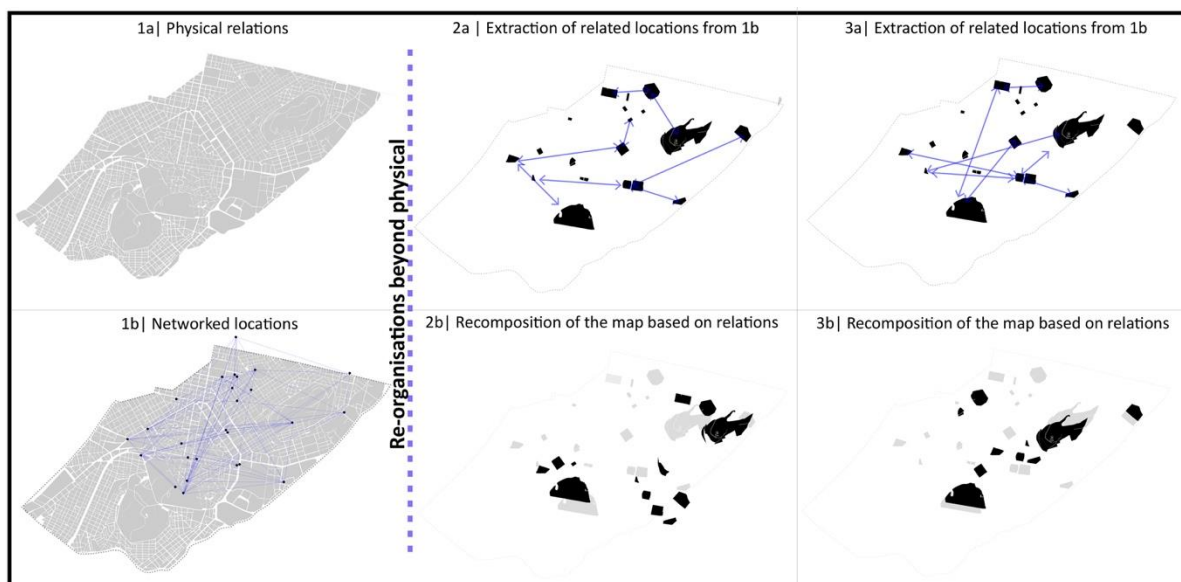 1a| Physical relations
2a | Extraction of related locations from 1b
3a| Extraction of related locations from 1b
Re-organisations beyond physical
1b| Networked locations
2b| Recomposition of the map based on relations
3b| Recomposition of the map based on relations